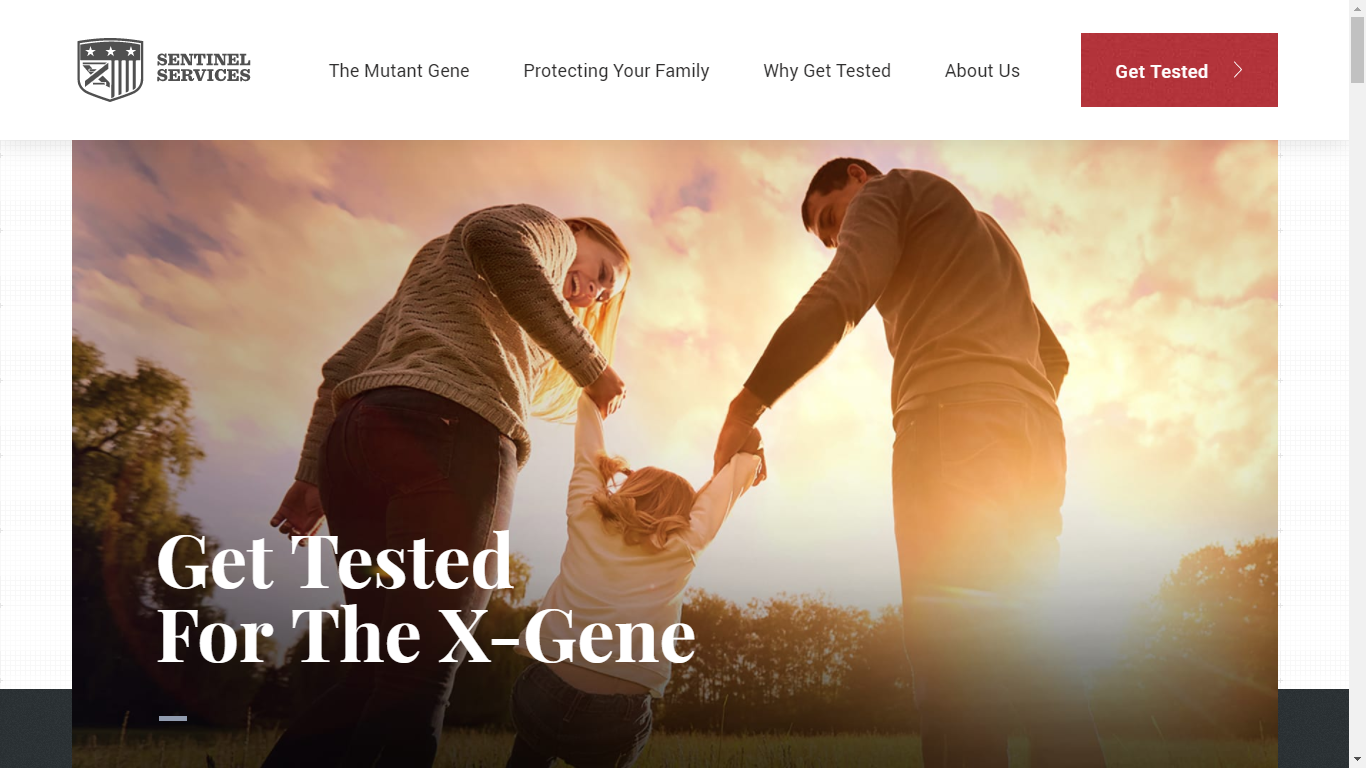 SENTINEL
SERVICES
The Mutant Gene
Protecting Your Family
Why Get Tested
About Us
Get Tested
Get Tested
For The X-Gene